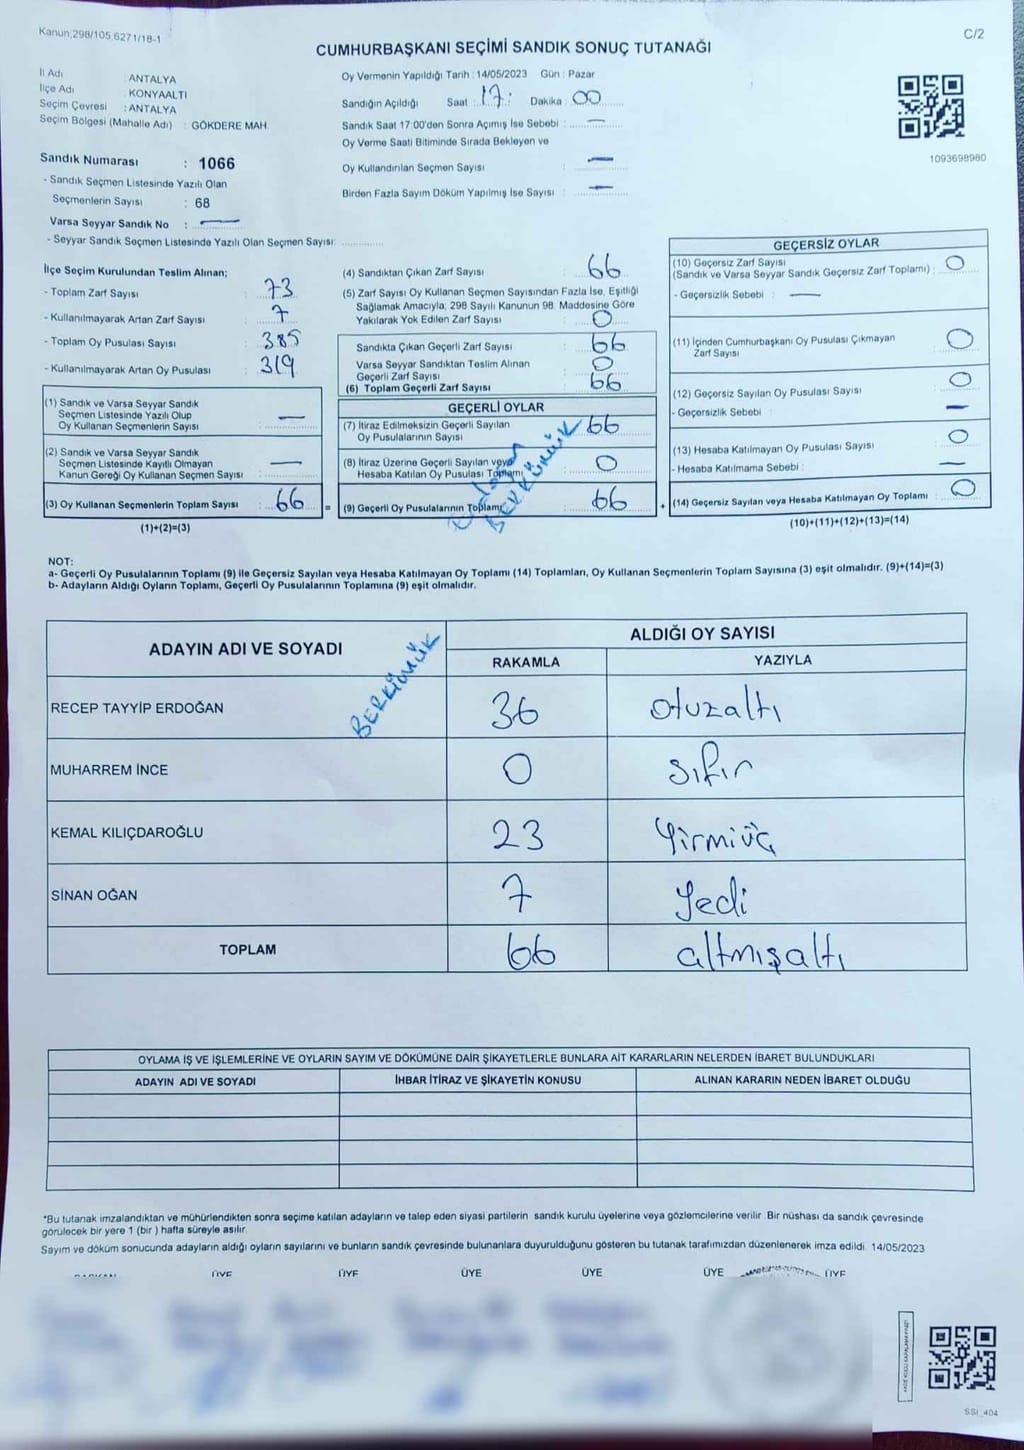 Kanun;298/105,6271/18-1
C/2
CUMHURBAŞKANI SEÇİMİ SANDIK SONUÇ TUTANAĞI
İl Adı : ANTALYA
İlçe Adı : KONYAALTI
Seçim Çevresi : ANTALYA
Seçim Bölgesi (Mahalle Adı) : GÖKDERE MAH.
Sandık Numarası : 1066
- Sandık Seçmen Listesinde Yazılı Olan
Seçmenlerin Sayısı : 68
Varsa Seyyar Sandık No : —
- Seyyar Sandık Seçmen Listesinde Yazılı Olan Seçmen Sayısı: ............
Oy Vermenin Yapıldığı Tarih : 14/05/2023 Gün : Pazar
Sandığın Açıldığı Saat : 17: Dakika : 00
Sandık Saat 17:00'den Sonra Açımış İse Sebebi : —
Oy Verme Saati Bitiminde Sırada Bekleyen ve
Oy Kullandırılan Seçmen Sayısı : —
Birden Fazla Sayım Döküm Yapılmış İse Sayısı : —
1093698980
İlçe Seçim Kurulundan Teslim Alınan;
- Toplam Zarf Sayısı : 73
- Kullanılmayarak Artan Zarf Sayısı : 7
- Toplam Oy Pusulası Sayısı : 385
- Kullanılmayarak Artan Oy Pusulası : 319
(1) Sandık ve Varsa Seyyar Sandık
Seçmen Listesinde Yazılı Olup
Oy Kullanan Seçmenlerin Sayısı : —
(2) Sandık ve Varsa Seyyar Sandık
Seçmen Listesinde Kayıtlı Olmayan
Kanun Gereği Oy Kullanan Seçmen Sayısı : —
(3) Oy Kullanan Seçmenlerin Toplam Sayısı : 66 =
(1)+(2)=(3)
(4) Sandıktan Çıkan Zarf Sayısı : 66
(5) Zarf Sayısı Oy Kullanan Seçmen Sayısından Fazla İse, Eşitliği
Sağlamak Amacıyla; 298 Sayılı Kanunun 98. Maddesine Göre
Yakılarak Yok Edilen Zarf Sayısı : 0
Sandıkta Çıkan Geçerli Zarf Sayısı : 66
Varsa Seyyar Sandıktan Teslim Alınan
Geçerli Zarf Sayısı : 0
(6) Toplam Geçerli Zarf Sayısı : 66
GEÇERLİ OYLAR
(7) İtiraz Edilmeksizin Geçerli Sayılan
Oy Pusulalarının Sayısı : 66
(8) İtiraz Üzerine Geçerli Sayılan veya
Hesaba Katılan Oy Pusulası Toplamı : 0
(9) Geçerli Oy Pusulalarının Toplamı : 66 +
BERKÜMÜK
GEÇERSİZ OYLAR
(10) Geçersiz Zarf Sayısı
(Sandık ve Varsa Seyyar Sandık Geçersiz Zarf Toplamı) : 0
- Geçersizlik Sebebi : —
(11) İçinden Cumhurbaşkanı Oy Pusulası Çıkmayan
Zarf Sayısı : 0
(12) Geçersiz Sayılan Oy Pusulası Sayısı : 0
- Geçersizlik Sebebi : —
(13) Hesaba Katılmayan Oy Pusulası Sayısı : 0
- Hesaba Katılmama Sebebi : —
(14) Geçersiz Sayılan veya Hesaba Katılmayan Oy Toplamı : 0
(10)+(11)+(12)+(13)=(14)
NOT:
a- Geçerli Oy Pusulalarının Toplamı (9) ile Geçersiz Sayılan veya Hesaba Katılmayan Oy Toplamı (14) Toplamları, Oy Kullanan Seçmenlerin Toplam Sayısına (3) eşit olmalıdır. (9)+(14)=(3)
b- Adayların Aldığı Oyların Toplamı, Geçerli Oy Pusulalarının Toplamına (9) eşit olmalıdır.
ADAYIN ADI VE SOYADI
ALDIĞI OY SAYISI
RAKAMLA YAZIYLA
BERKÜMÜK
RECEP TAYYİP ERDOĞAN 36 otuzaltı
MUHARREM İNCE 0 sıfır
KEMAL KILIÇDAROĞLU 23 Yirmiüç
SİNAN OĞAN 7 Yedi
TOPLAM 66 altmışaltı
OYLAMA İŞ VE İŞLEMLERİNE VE OYLARIN SAYIM VE DÖKÜMÜNE DAİR ŞİKAYETLERLE BUNLARA AİT KARARLARIN NELERDEN İBARET BULUNDUKLARI
ADAYIN ADI VE SOYADI İHBAR İTİRAZ VE ŞİKAYETİN KONUSU ALINAN KARARIN NEDEN İBARET OLDUĞU
*Bu tutanak imzalandıktan ve mühürlendikten sonra seçime katılan adayların ve talep eden siyasi partilerin sandık kurulu üyelerine veya gözlemcilerine verilir. Bir nüshası da sandık çevresinde
görülecek bir yere 1 (bir ) hafta süreyle asılır.
Sayım ve döküm sonucunda adayların aldığı oyların sayılarını ve bunların sandık çevresinde bulunanlara duyurulduğunu gösteren bu tutanak tarafımızdan düzenlenerek imza edildi. 14/05/2023
ÜYE ÜYE ÜYE ÜYE ÜYE ÜYE
SSI_404